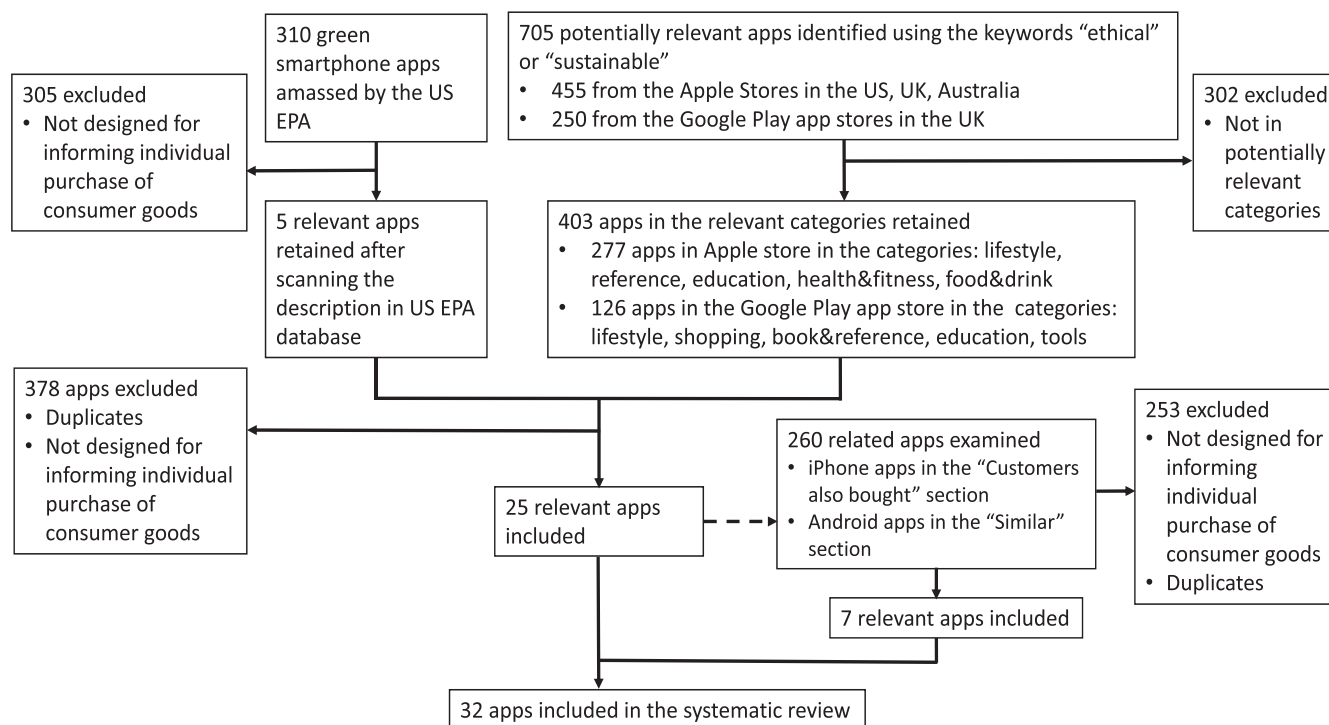 310 green
smartphone apps
amassed by the US
EPA
705 potentially relevant apps identified using the keywords “ethical”
or “sustainable”
• 455 from the Apple Stores in the US, UK, Australia
• 250 from the Google Play app stores in the UK
305 excluded
• Not designed for
informing individual
purchase of
consumer goods
302 excluded
• Not in
potentially
relevant
categories
5 relevant apps
retained after
scanning the
description in US EPA
database
403 apps in the relevant categories retained
• 277 apps in Apple store in the categories: lifestyle,
reference, education, health&fitness, food&drink
• 126 apps in the Google Play app store in the categories:
lifestyle, shopping, book&reference, education, tools
378 apps excluded
• Duplicates
• Not designed for
informing individual
purchase of
consumer goods
25 relevant apps
included
260 related apps examined
• iPhone apps in the “Customers
also bought” section
• Android apps in the “Similar”
section
253 excluded
• Not designed for
informing
individual
purchase of
consumer goods
• Duplicates
7 relevant apps included
32 apps included in the systematic review